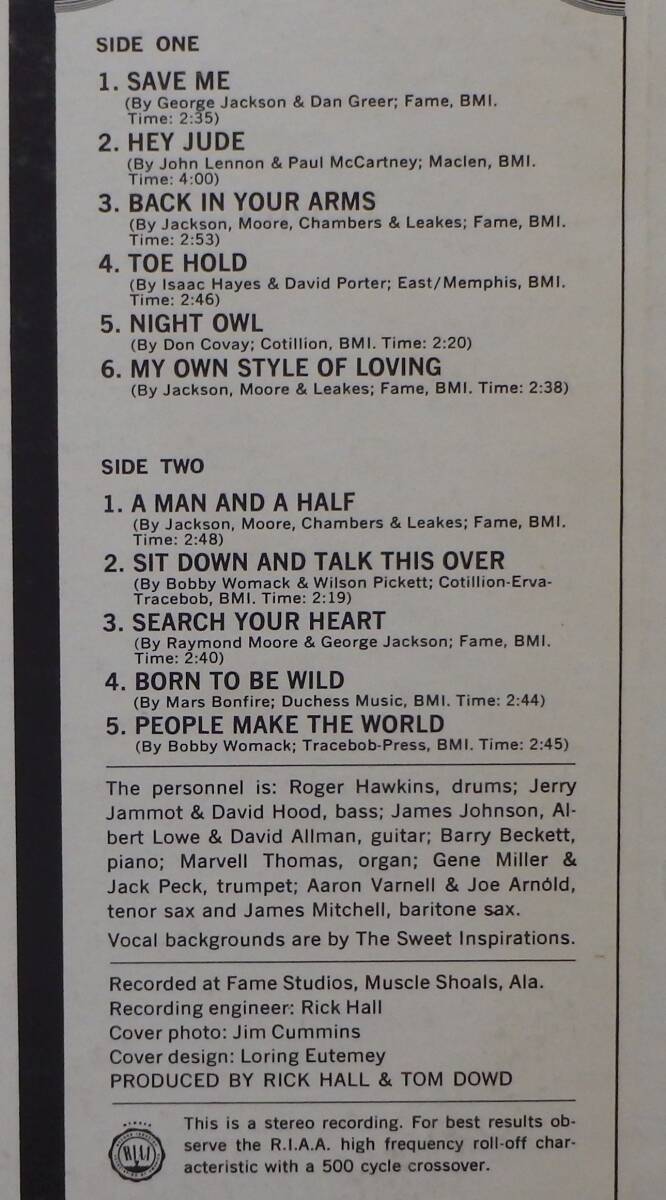 SIDE ONE
1. SAVE ME
(By George Jackson & Dan Greer; Fame, BMI.
Time: 2:35)
2. HEY JUDE
(By John Lennon & Paul McCartney; Maclen, BMI.
Time: 4:00)
3. BACK IN YOUR ARMS
(By Jackson, Moore, Chambers & Leakes; Fame, BMI.
Time: 2:53)
4. TOE HOLD
(By Isaac Hayes & David Porter; East/Memphis, BMI.
Time: 2:46)
5. NIGHT OWL
(By Don Covay; Cotillion, BMI. Time: 2:20)
6. MY OWN STYLE OF LOVING
(By Jackson, Moore & Leakes; Fame, BMI. Time: 2:38)
SIDE TWO
1. A MAN AND A HALF
(By Jackson, Moore, Chambers & Leakes; Fame, BMI.
Time: 2:48)
2. SIT DOWN AND TALK THIS OVER
(By Bobby Womack & Wilson Pickett; Cotillion-Erva-
Tracebob, BMI. Time: 2:19)
3. SEARCH YOUR HEART
(By Raymond Moore & George Jackson; Fame, BMI.
Time: 2:40)
4. BORN TO BE WILD
(By Mars Bonfire; Duchess Music, BMI. Time: 2:44)
5. PEOPLE MAKE THE WORLD
(By Bobby Womack; Tracebob-Press, BMI. Time: 2:45)
The personnel is: Roger Hawkins, drums; Jerry
Jammot & David Hood, bass; James Johnson, Al-
bert Lowe & David Allman, guitar; Barry Beckett,
piano; Marvell Thomas, organ; Gene Miller &
Jack Peck, trumpet; Aaron Varnell & Joe Arnold,
tenor sax and James Mitchell, baritone sax.
Vocal backgrounds are by The Sweet Inspirations.
Recorded at Fame Studios, Muscle Shoals, Ala.
Recording engineer: Rick Hall
Cover photo: Jim Cummins
Cover design: Loring Eutemey
PRODUCED BY RICK HALL & TOM DOWD
This is a stereo recording. For best results ob-
serve the R.I.A.A. high frequency roll-off char-
acteristic with a 500 cycle crossover.